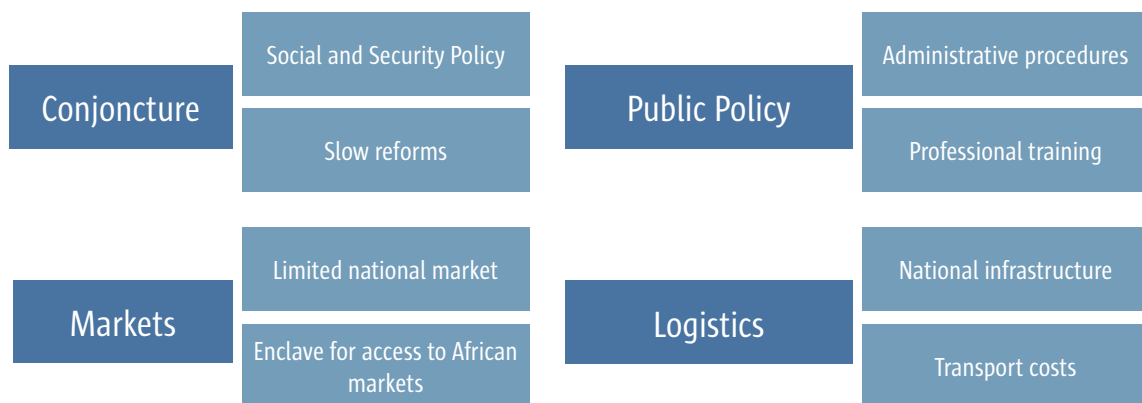 Conjoncture
Social and Security Policy
Slow reforms
Public Policy
Administrative procedures
Professional training
Markets
Limited national market
Enclave for access to African
markets
Logistics
National infrastructure
Transport costs